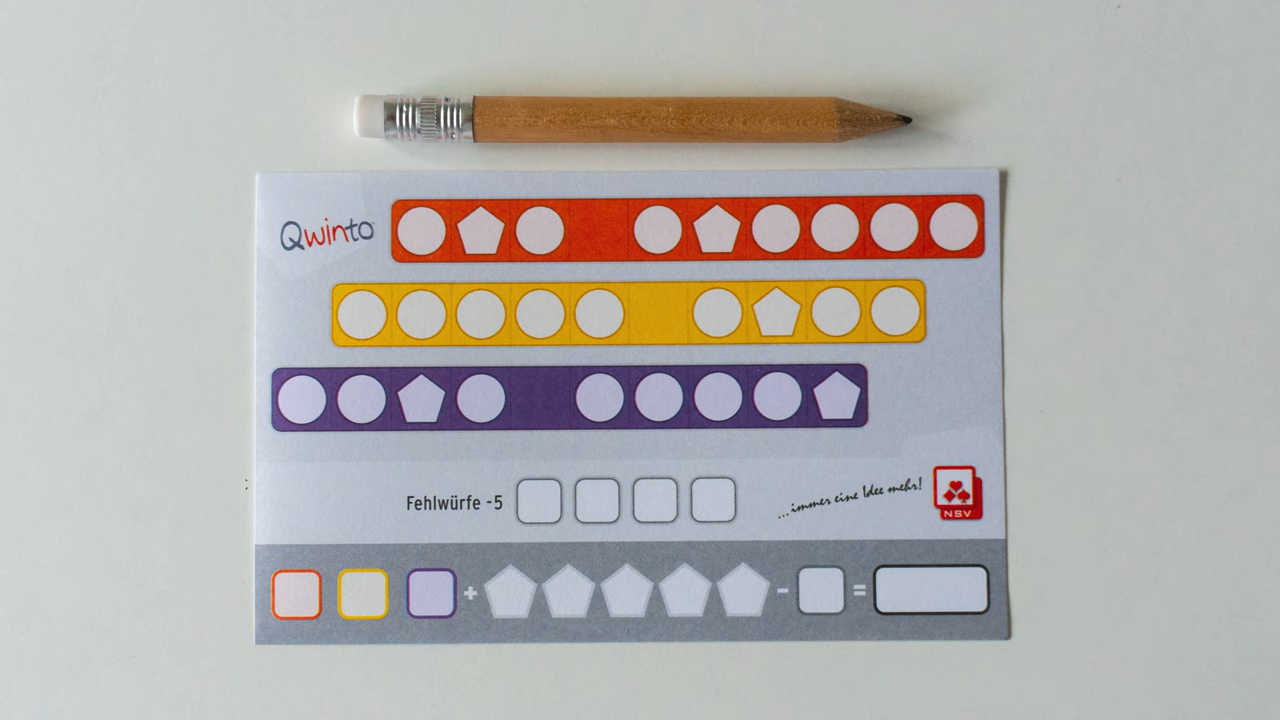 Qwinto
Fehlwürfe -5
...immer eine Idee mehr!
NSV
+ - =